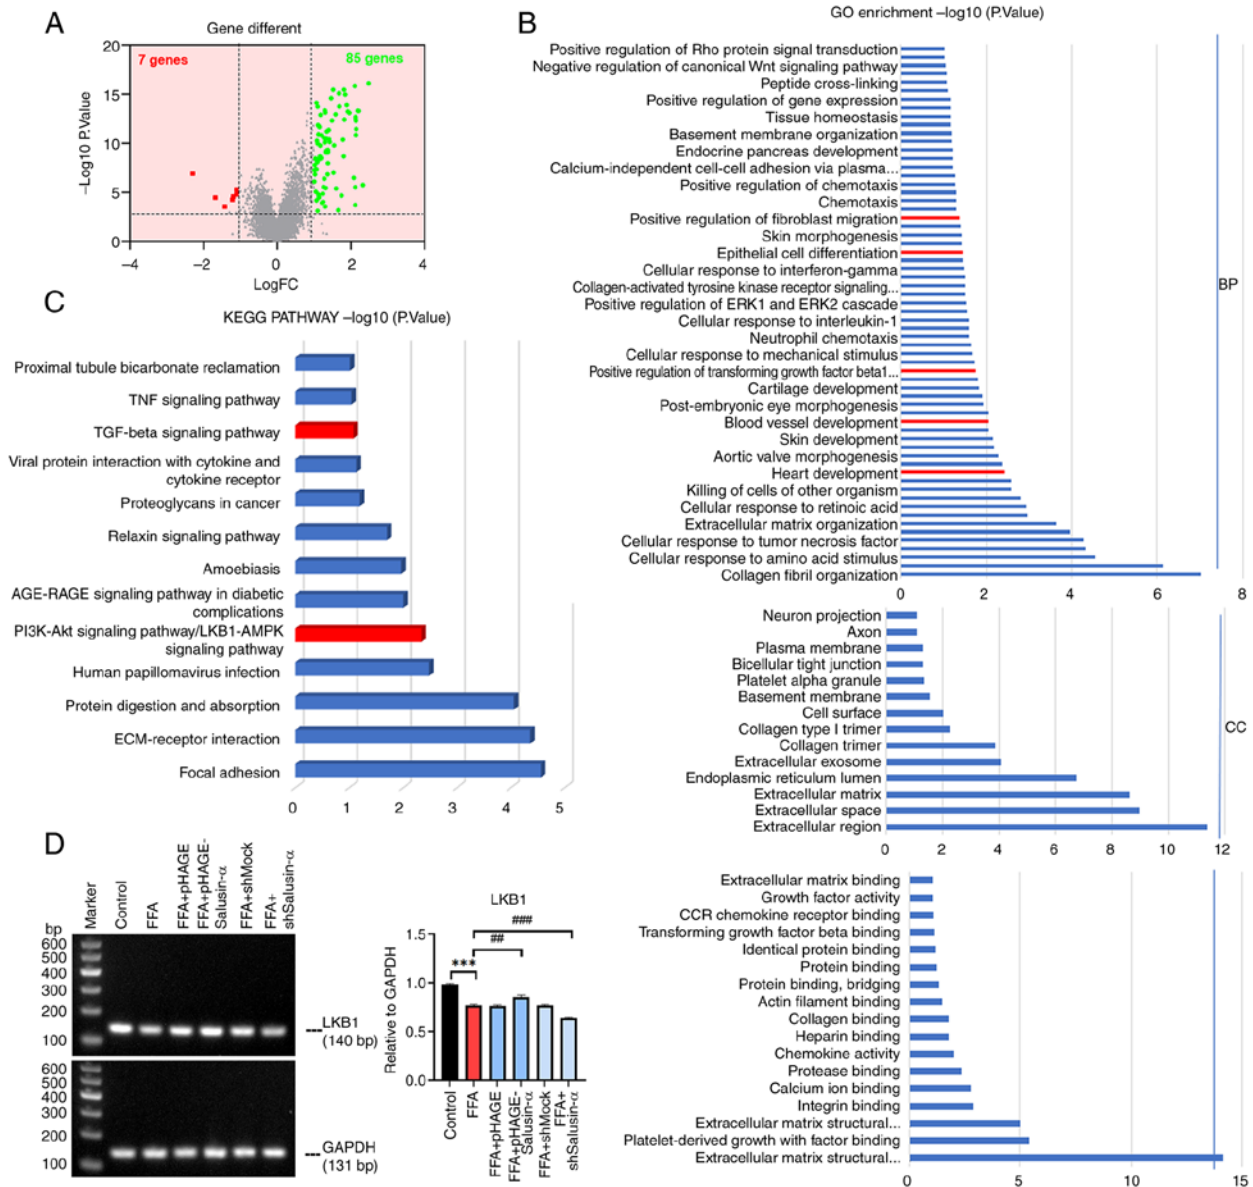 A
Gene different
7 genes
85 genes
20
15
10
5
0
–Log10 P.Value
–4
–2
0
2
4
LogFC
B
GO enrichment –log10 (P.Value)
Positive regulation of Rho protein signal transduction
Negative regulation of canonical Wnt signaling pathway
Peptide cross-linking
Positive regulation of gene expression
Tissue homeostasis
Basement membrane organization
Endocrine pancreas development
Calcium-independent cell-cell adhesion via plasma...
Positive regulation of chemotaxis
Chemotaxis
Positive regulation of fibroblast migration
Skin morphogenesis
Epithelial cell differentiation
Cellular response to interferon-gamma
Collagen-activated tyrosine kinase receptor signaling...
Positive regulation of ERK1 and ERK2 cascade
Cellular response to interleukin-1
Neutrophil chemotaxis
Cellular response to mechanical stimulus
Positive regulation of transforming growth factor beta1...
Cartilage development
Post-embryonic eye morphogenesis
Blood vessel development
Skin development
Aortic valve morphogenesis
Heart development
Killing of cells of other organism
Cellular response to retinoic acid
Extracellular matrix organization
Cellular response to tumor necrosis factor
Cellular response to amino acid stimulus
Collagen fibril organization
0 2 4 6 8
BP
Neuron projection
Axon
Plasma membrane
Bicellular tight junction
Platelet alpha granule
Basement membrane
Cell surface
Collagen type I trimer
Collagen trimer
Extracellular exosome
Endoplasmic reticulum lumen
Extracellular matrix
Extracellular space
Extracellular region
0 2 4 6 8 10 12
CC
Extracellular matrix binding
Growth factor activity
CCR chemokine receptor binding
Transforming growth factor beta binding
Identical protein binding
Protein binding
Protein binding, bridging
Actin filament binding
Collagen binding
Heparin binding
Chemokine activity
Protease binding
Calcium ion binding
Integrin binding
Extracellular matrix structural...
Platelet-derived growth with factor binding
Extracellular matrix structural...
0 5 10 15
C
KEGG PATHWAY –log10 (P.Value)
Proximal tubule bicarbonate reclamation
TNF signaling pathway
TGF-beta signaling pathway
Viral protein interaction with cytokine and
cytokine receptor
Proteoglycans in cancer
Relaxin signaling pathway
Amoebiasis
AGE-RAGE signaling pathway in diabetic
complications
PI3K-Akt signaling pathway/LKB1-AMPK
signaling pathway
Human papillomavirus infection
Protein digestion and absorption
ECM-receptor interaction
Focal adhesion
0 1 2 3 4 5
D
bp
Marker
Control
FFA
FFA+pHAGE
FFA+pHAGE-
Salusin-α
FFA+shMock
FFA+
shSalusin-α
600
500
400
300
200
100
LKB1
(140 bp)
600
500
400
300
200
100
GAPDH
(131 bp)
LKB1
###
##
***
1.5
1.0
0.5
0.0
Relative to GAPDH
Control
FFA
FFA+pHAGE
FFA+pHAGE-
Salusin-α
FFA+shMock
FFA+
shSalusin-α